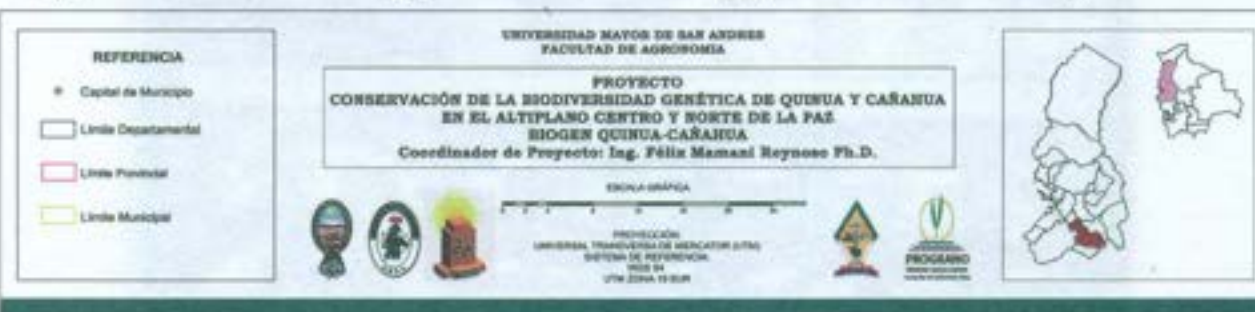 REFERENCIA
Capital de Municipio
Límite Departamental
Límite Provincial
Límite Municipal
UNIVERSIDAD MAYOR DE SAN ANDRES
FACULTAD DE AGRONOMIA
PROYECTO
CONSERVACIÓN DE LA BIODIVERSIDAD GENÉTICA DE QUINUA Y CAÑAHUA
EN EL ALTIPLANO CENTRO Y NORTE DE LA PAZ
BIOGEN QUINUA-CAÑAHUA
Coordinador de Proyecto: Ing. Félix Mamani Reynoso Ph.D.
ESCALA GRÁFICA
PROYECCIÓN:
UNIVERSAL TRANSVERSA DE MERCATOR (UTM)
SISTEMA DE REFERENCIA:
WGS 84
UTM ZONA 19 SUR
PROGRANO